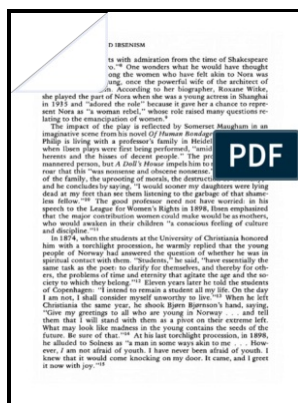 D IBSENISM
ts with admiration from the time of Shakespeare
ro."⁶ One wonders what he would have thought
ong the women who have felt akin to Nora was
ng, once the powerful wife of the architect of
n. According to her biographer, Roxane Witke,
she played the part of Nora when she was a young actress in Shanghai
in 1935 and "adored the role" because it gave her a chance to repre-
sent Nora as a "woman rebel," whose role raised many questions re-
lating to the emancipation of women.
The impact of the play is reflected by Somerset Maugham in an
imaginative scene from his novel Of Human Bondage
Philip is living with a professor's family in Heidel
when Ibsen plays were first being performed, "amid
herents and the hisses of decent people." The pro
mannered person, but A Doll's House impels him to
roar that this "was nonsense and obscene nonsense."
of the family, the uprooting of morals, the destruct
and he concludes by saying, "I would sooner my daughters were lying
dead at my feet than see them listening to the garbage of that shame-
less fellow." The good professor need not have worried: in his
speech to the League for Women's Rights in 1898, Ibsen emphasized
that the major contribution women could make would be as mothers,
who would awaken in their children "a conscious feeling of culture
and discipline."¹¹
In 1874, when the students at the University of Christiania honored
him with a torchlight procession, he warmly replied that the young
people of Norway had answered the question of whether he was in
spiritual contact with them. "Students," he said, "have essentially the
same task as the poet: to clarify for themselves, and thereby for oth-
ers, the problems of time and eternity that agitate the age and the so-
ciety to which they belong."¹² Eleven years later he told the students
of Copenhagen: "I intend to remain a student all my life. On the day
I am not, I shall consider myself unworthy to live." When he left
Christiania the same year, he shook Bjørn Bjørnson's hand, saying,
"Give my greetings to all who are young in Norway . . . and tell
them that I will stand with them as a pivot on their extreme left.
What may look like madness in the young contains the seeds of the
future. Be sure of that." At his last torchlight procession, in 1898,
he alluded to Solness as "a man in some ways akin to me . . . How-
ever, I am not afraid of youth. I have never been afraid of youth. I
knew that it would come knocking on my door. It came, and I greet
it now with joy."¹⁵
PDF